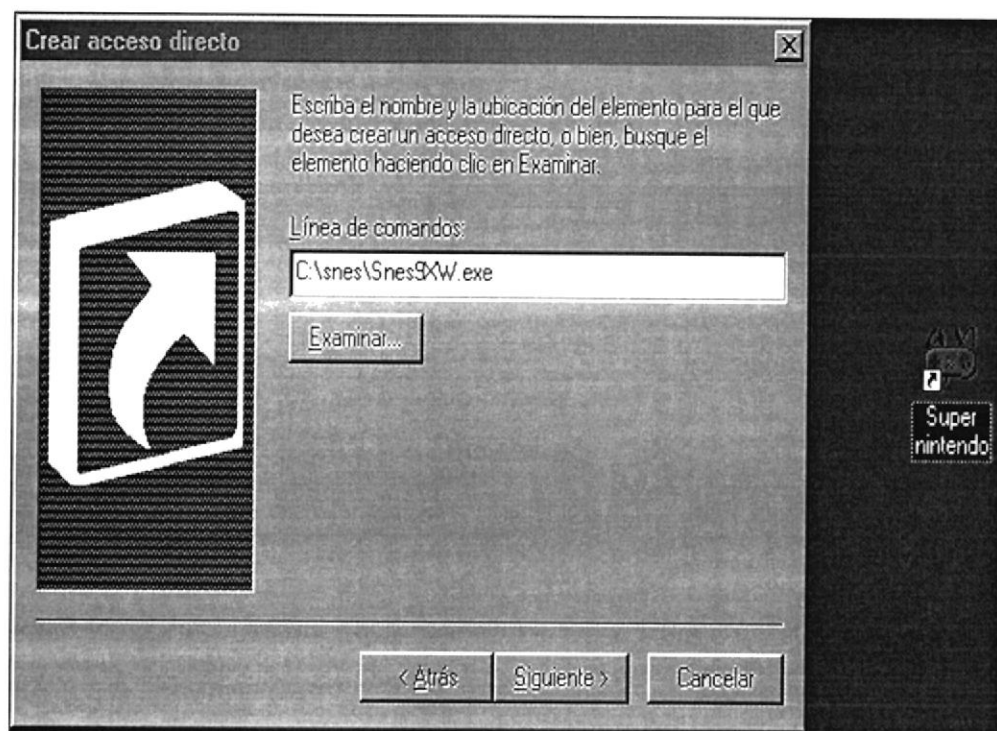 Crear acceso directo
Escriba el nombre y la ubicación del elemento para el que
desea crear un acceso directo, o bien, busque el
elemento haciendo clic en Examinar.
Línea de comandos:
C:\snes\Snes9XW.exe
Examinar...
< Atrás
Siguiente >
Cancelar
Super
nintendo